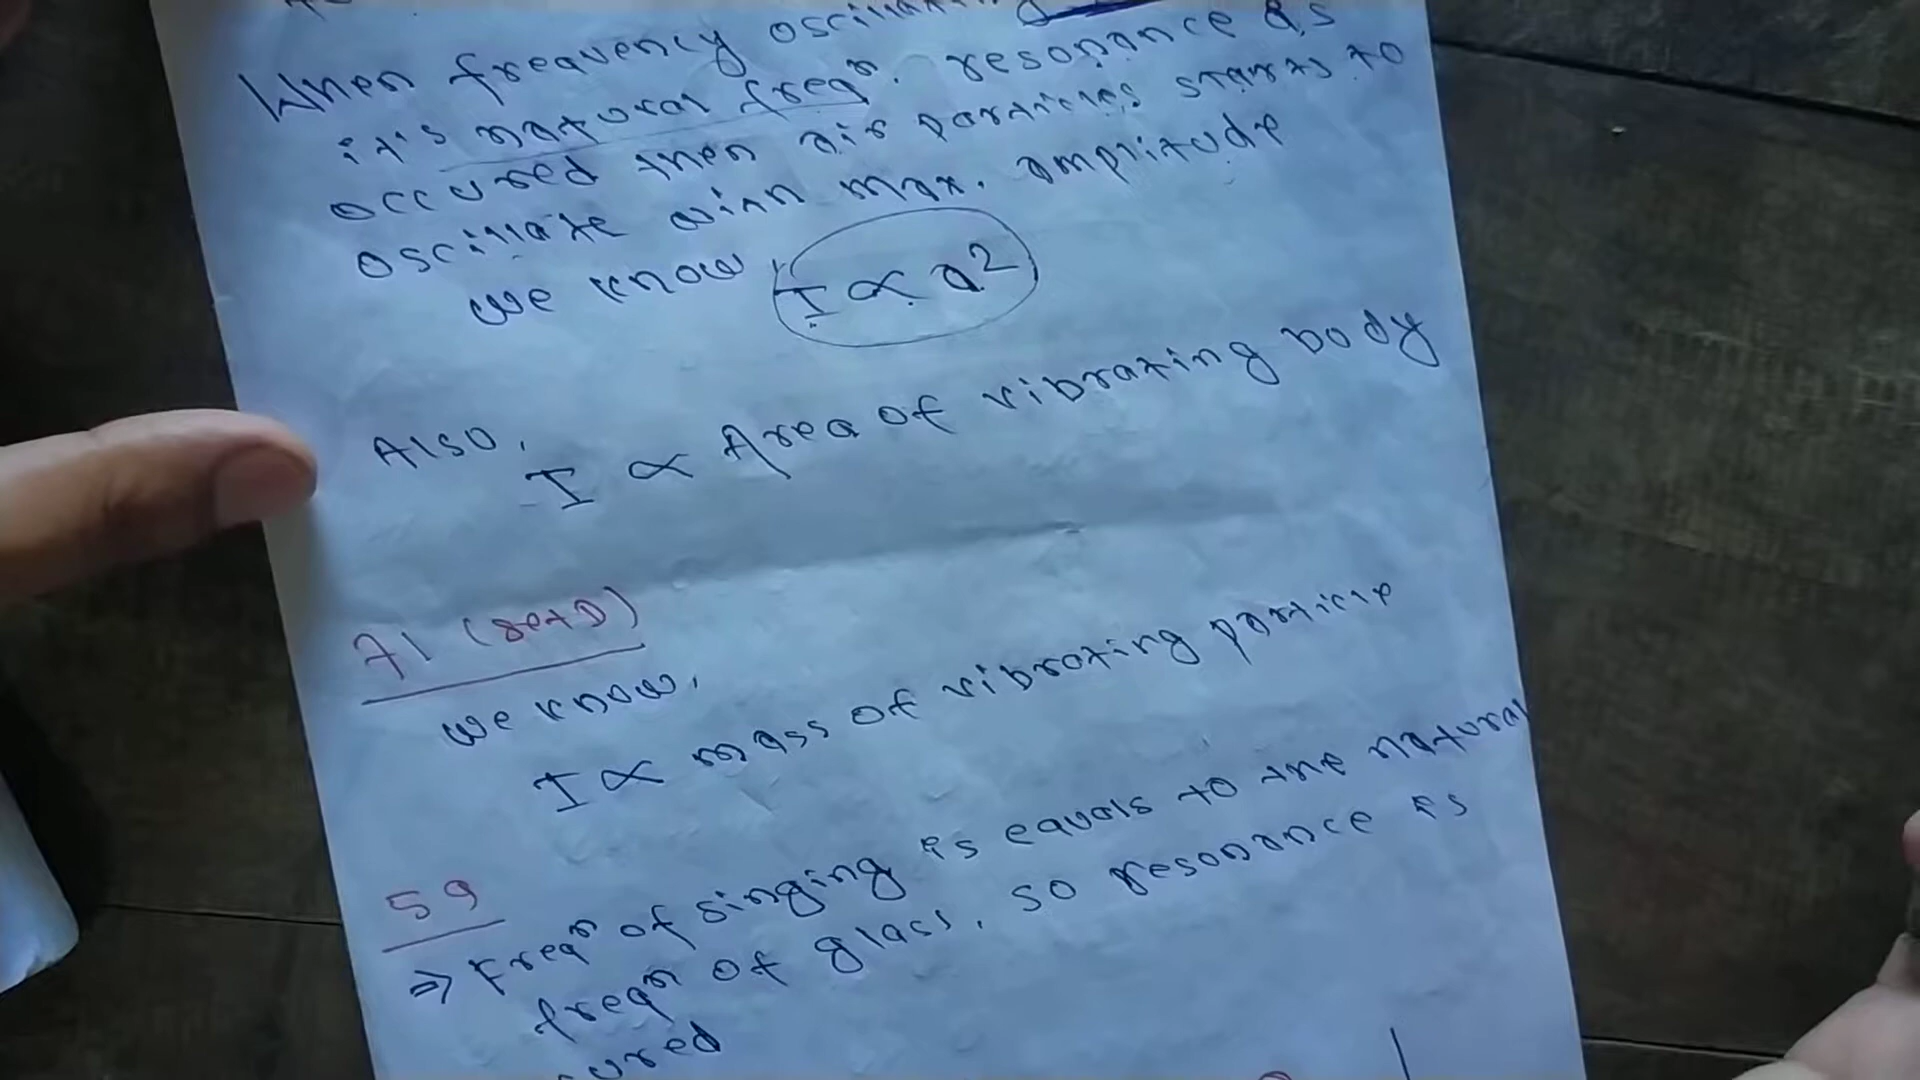 When frequency
it's natural freqn. resonance is
occured then air particles starts to
oscillate with max. amplitude
we know, I ∝ a²
Also,
I ∝ Area of vibrating body
71 (set D)
we know,
I ∝ mass of vibrating particle
59
⇒ Freqn of singing is equals to the natural
freqn of glass, so resonance is